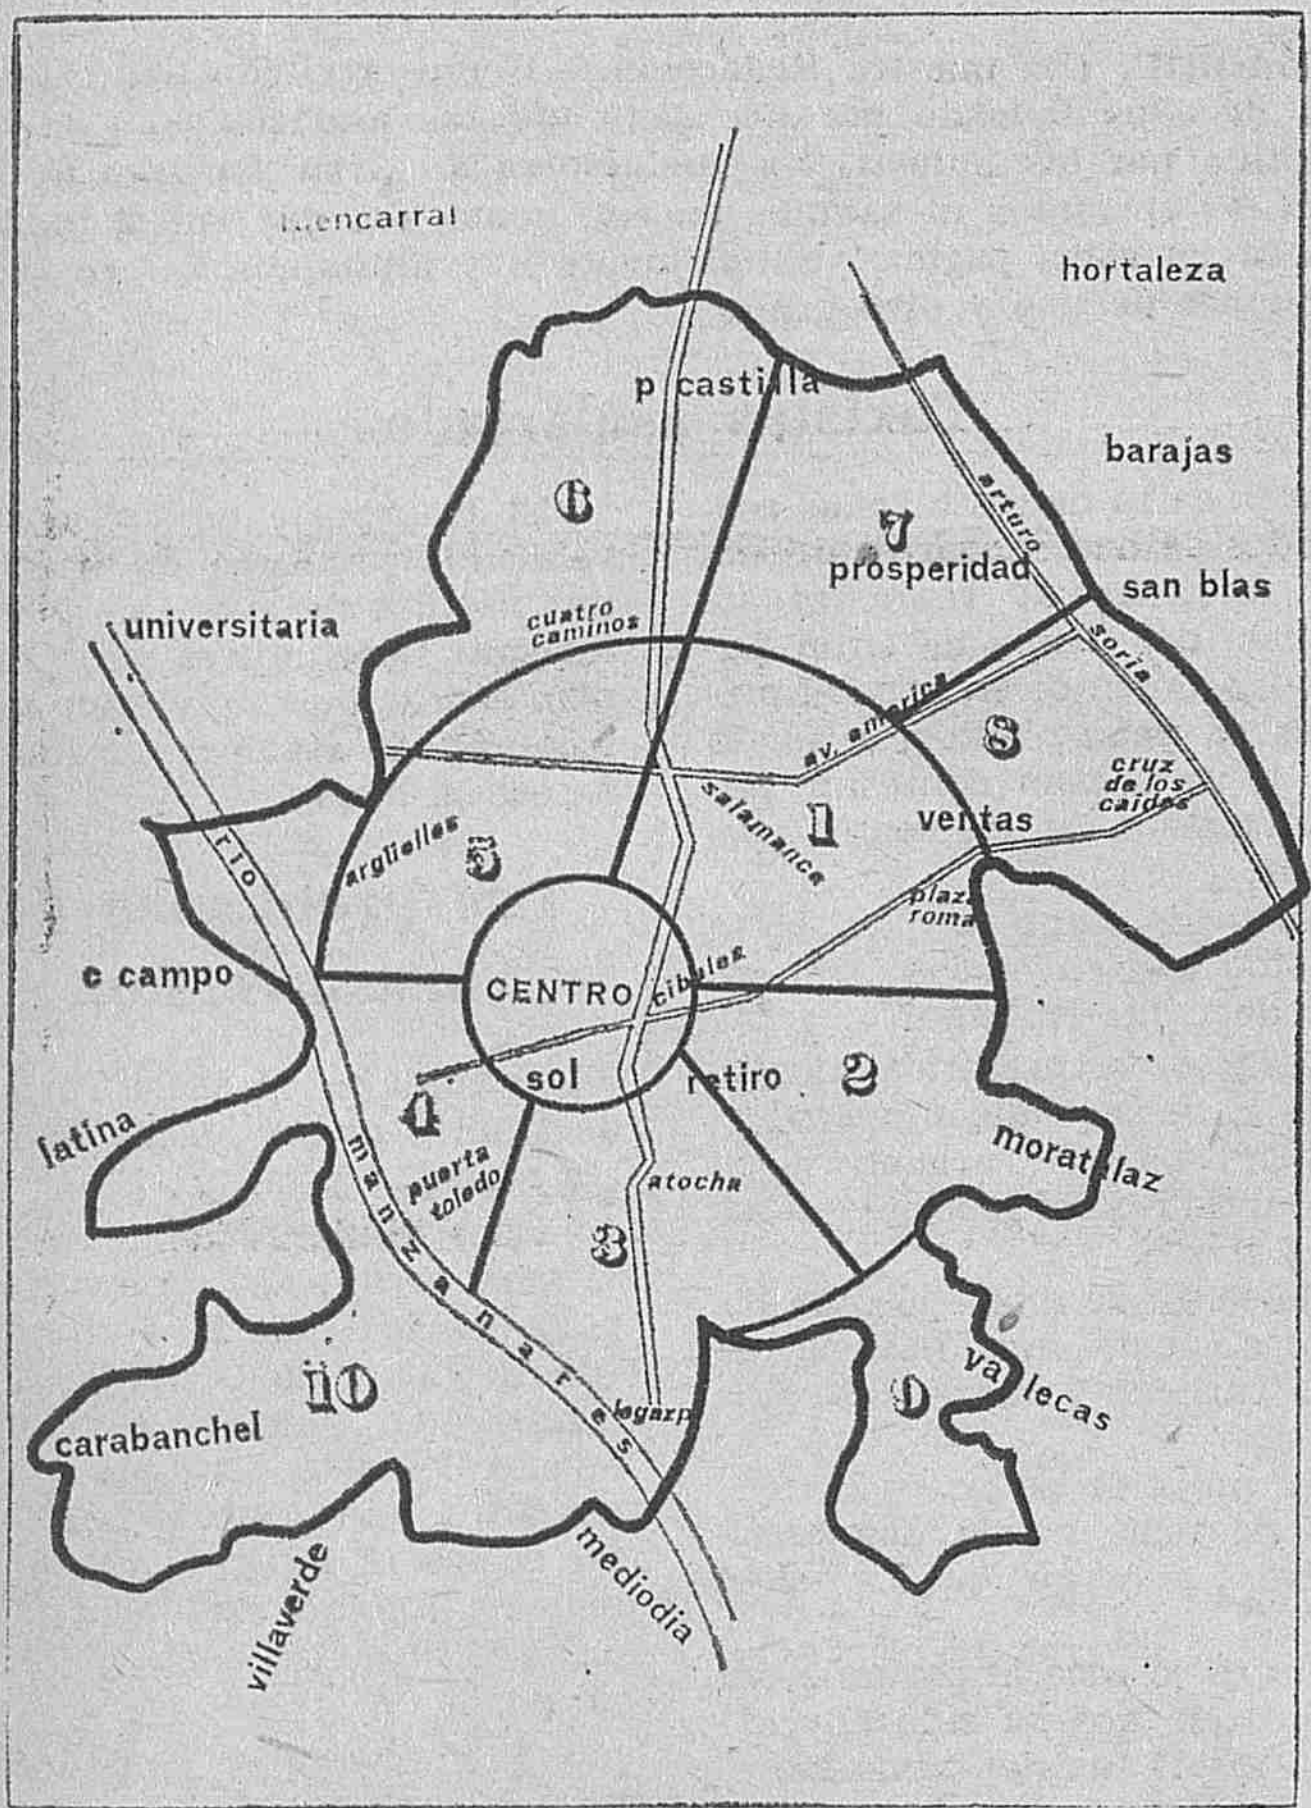 hortaleza
p castilla
barajas
6
arturo
7
prosperidad
san blas
cuatro
caminos
universitaria
soria
av. america
8
cruz
de los
caidos
salamanca
1
ventas
argüelles
5
rio
plaza
roma
c campo
CENTRO
cibeles
sol
retiro
2
4
latina
puerta
toledo
moratalaz
atocha
manzanares
3
vallecas
10
9
carabanchel
legazp
mediodia
villaverde